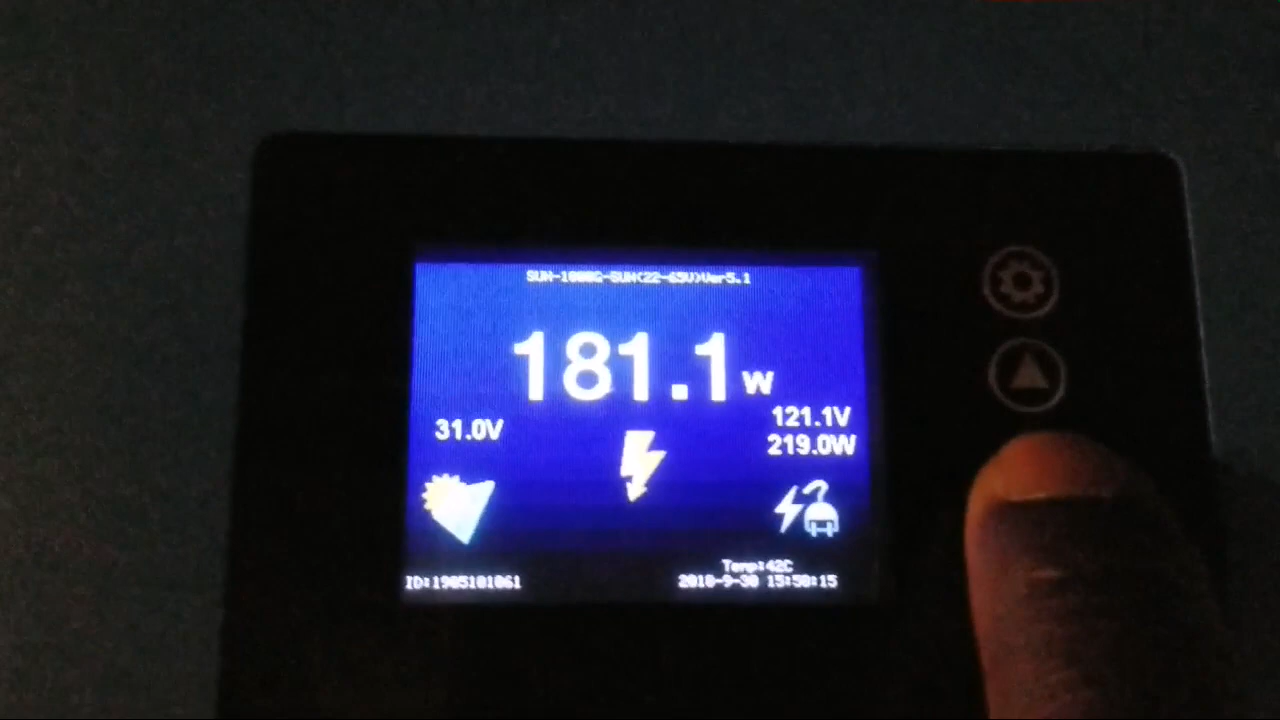 SUN-1000G-SUN(22-65V)Ver5.1
181.1 W
31.0V
121.1V
219.0W
Temp:42C
ID:1905101061
2018-9-30 15:50:15